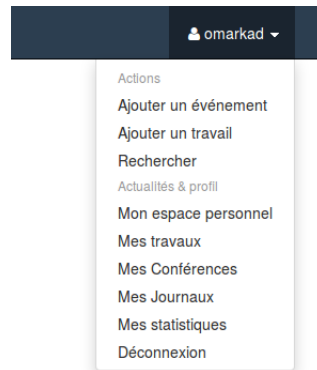 omarkad
Actions
Ajouter un événement
Ajouter un travail
Rechercher
Actualités & profil
Mon espace personnel
Mes travaux
Mes Conférences
Mes Journaux
Mes statistiques
Déconnexion